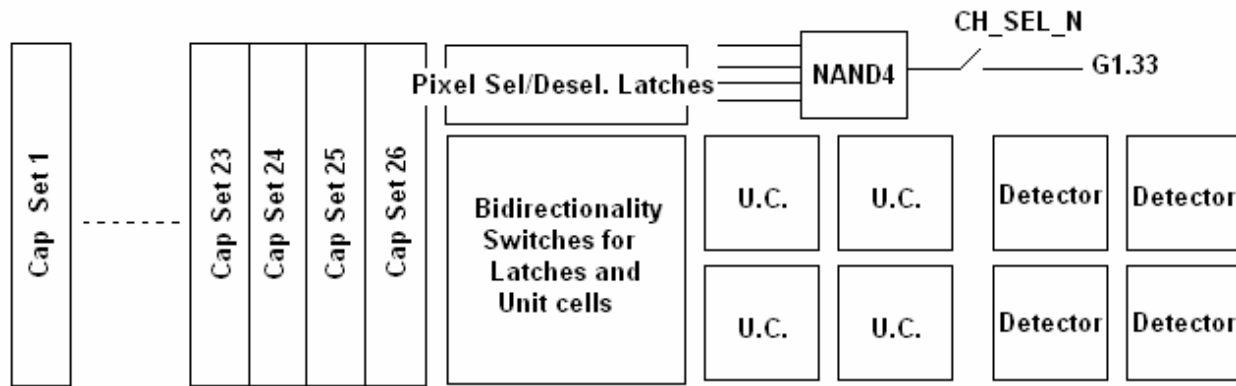 CH_SEL_N
G1.33
Pixel Sel/Desel. Latches
NAND4
Cap Set 1
Cap Set 23
Cap Set 24
Cap Set 25
Cap Set 26
Bidirectionality
Switches for
Latches and
Unit cells
U.C.
U.C.
Detector
Detector
U.C.
U.C.
Detector
Detector